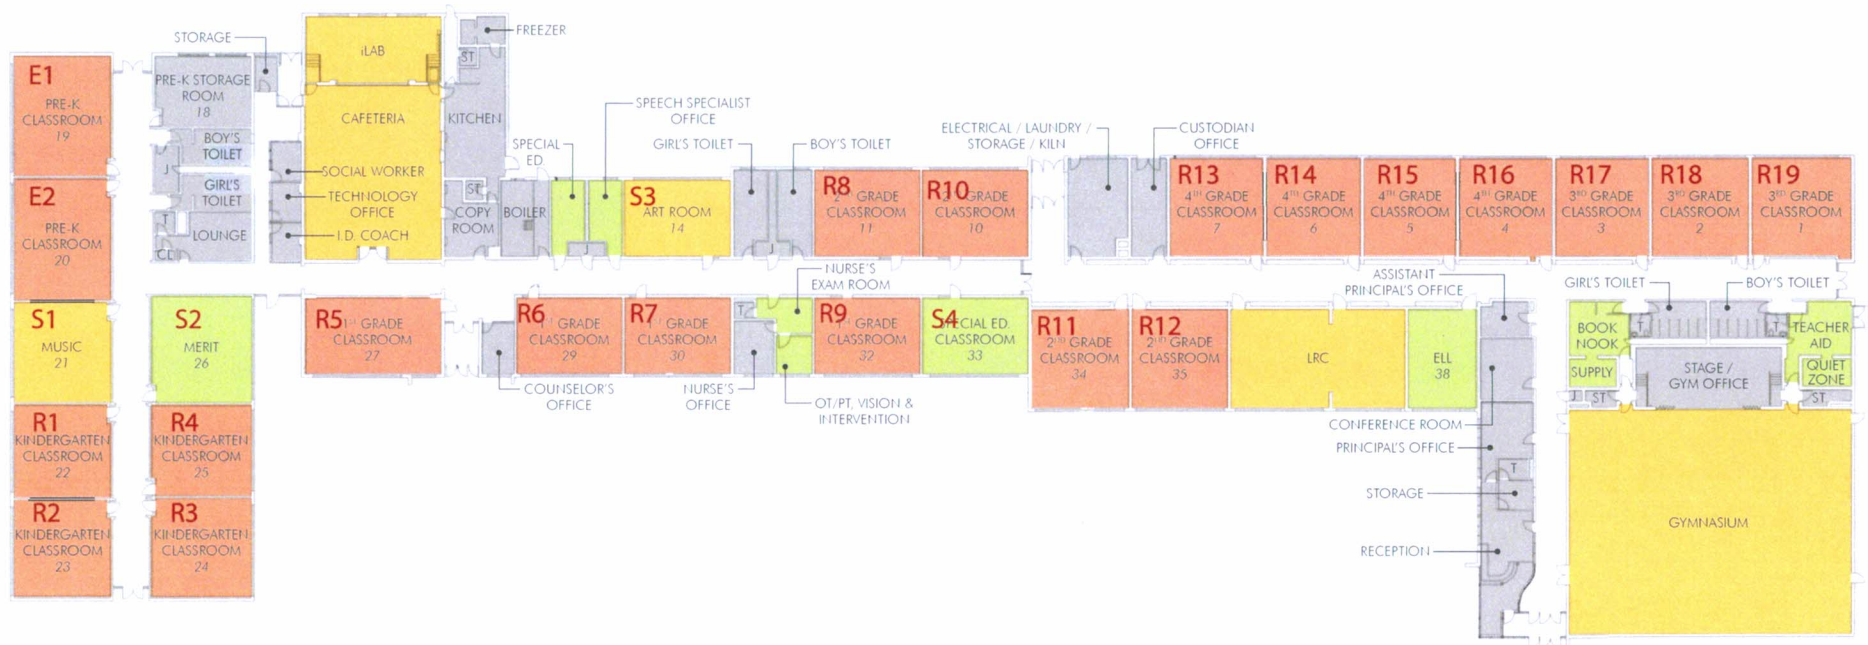 STORAGE
FREEZER
iLAB
ST
E1
PRE-K
CLASSROOM
19
PRE-K STORAGE
ROOM
18
CAFETERIA
KITCHEN
SPEECH SPECIALIST
OFFICE
BOY'S
TOILET
SPECIAL
ED.
GIRL'S TOILET
BOY'S TOILET
ELECTRICAL / LAUNDRY /
STORAGE / KILN
CUSTODIAN
OFFICE
J
SOCIAL WORKER
GIRL'S
TOILET
TECHNOLOGY
OFFICE
ST
E2
PRE-K
CLASSROOM
20
T
LOUNGE
CL
I.D. COACH
COPY
ROOM
BOILER
J
S3
ART ROOM
14
J
R8
GRADE
CLASSROOM
11
R10
GRADE
CLASSROOM
10
R13
4TH GRADE
CLASSROOM
7
R14
4TH GRADE
CLASSROOM
6
R15
4TH GRADE
CLASSROOM
5
R16
4TH GRADE
CLASSROOM
4
R17
3RD GRADE
CLASSROOM
3
R18
3RD GRADE
CLASSROOM
2
R19
3RD GRADE
CLASSROOM
1
NURSE'S
EXAM ROOM
ASSISTANT
PRINCIPAL'S OFFICE
GIRL'S TOILET
BOY'S TOILET
S1
MUSIC
21
S2
MERIT
26
R5
GRADE
CLASSROOM
27
R6
GRADE
CLASSROOM
29
R7
GRADE
CLASSROOM
30
T
R9
GRADE
CLASSROOM
32
S4
SPECIAL ED.
CLASSROOM
33
R11
2ND GRADE
CLASSROOM
34
R12
2ND GRADE
CLASSROOM
35
LRC
ELL
38
BOOK
NOOK
T
T
TEACHER
AID
SUPPLY
STAGE /
GYM OFFICE
QUIET
ZONE
J
ST
ST
COUNSELOR'S
OFFICE
NURSE'S
OFFICE
OT/PT, VISION &
INTERVENTION
R1
KINDERGARTEN
CLASSROOM
22
R4
KINDERGARTEN
CLASSROOM
25
CONFERENCE ROOM
PRINCIPAL'S OFFICE
T
STORAGE
RECEPTION
GYMNASIUM
R2
KINDERGARTEN
CLASSROOM
23
R3
KINDERGARTEN
CLASSROOM
24